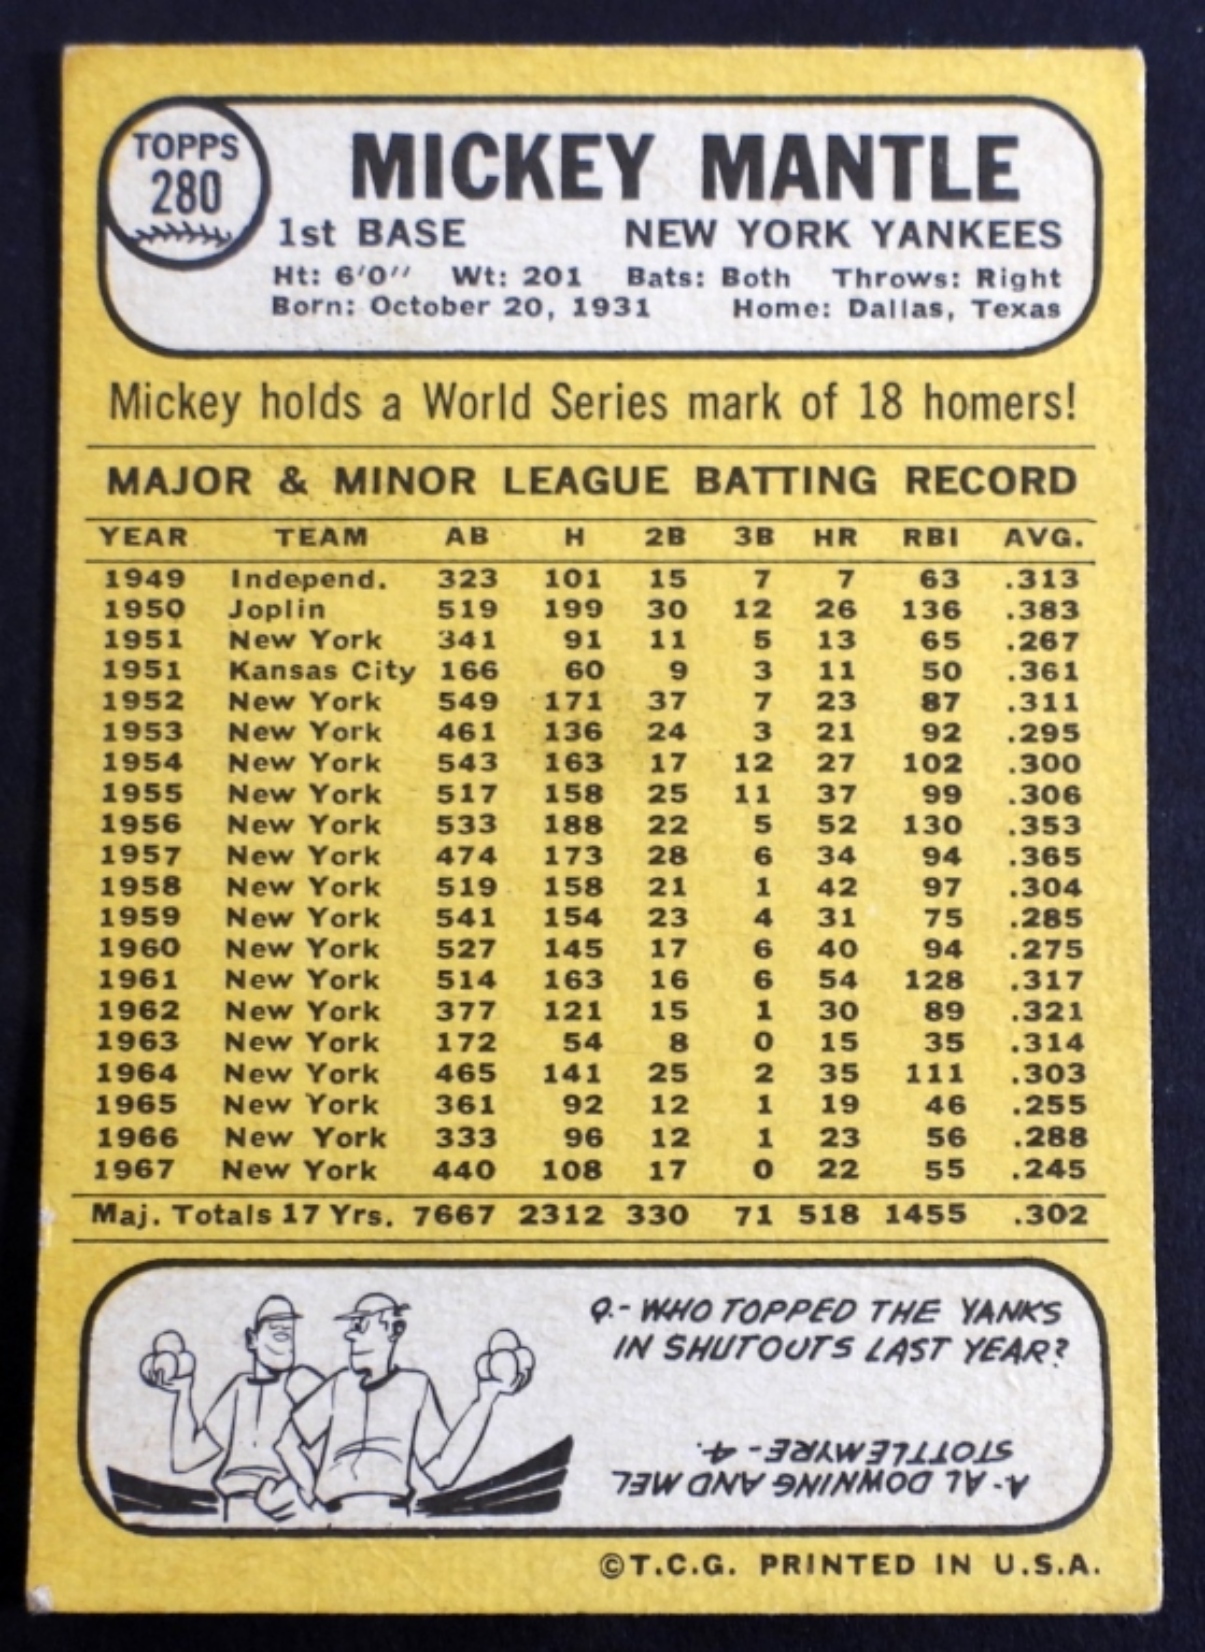 TOPPS
280
MICKEY MANTLE
1st BASE NEW YORK YANKEES
Ht: 6'0'' Wt: 201 Bats: Both Throws: Right
Born: October 20, 1931 Home: Dallas, Texas
Mickey holds a World Series mark of 18 homers!
MAJOR & MINOR LEAGUE BATTING RECORD
YEAR TEAM AB H 2B 3B HR RBI AVG.
1949 Independ. 323 101 15 7 7 63 .313
1950 Joplin 519 199 30 12 26 136 .383
1951 New York 341 91 11 5 13 65 .267
1951 Kansas City 166 60 9 3 11 50 .361
1952 New York 549 171 37 7 23 87 .311
1953 New York 461 136 24 3 21 92 .295
1954 New York 543 163 17 12 27 102 .300
1955 New York 517 158 25 11 37 99 .306
1956 New York 533 188 22 5 52 130 .353
1957 New York 474 173 28 6 34 94 .365
1958 New York 519 158 21 1 42 97 .304
1959 New York 541 154 23 4 31 75 .285
1960 New York 527 145 17 6 40 94 .275
1961 New York 514 163 16 6 54 128 .317
1962 New York 377 121 15 1 30 89 .321
1963 New York 172 54 8 0 15 35 .314
1964 New York 465 141 25 2 35 111 .303
1965 New York 361 92 12 1 19 46 .255
1966 New York 333 96 12 1 23 56 .288
1967 New York 440 108 17 0 22 55 .245
Maj. Totals 17 Yrs. 7667 2312 330 71 518 1455 .302
Q.- WHO TOPPED THE YANKS
IN SHUTOUTS LAST YEAR?
A.- AL DOWNING AND MEL
STOTTLEMYRE - 4.
©T.C.G. PRINTED IN U.S.A.